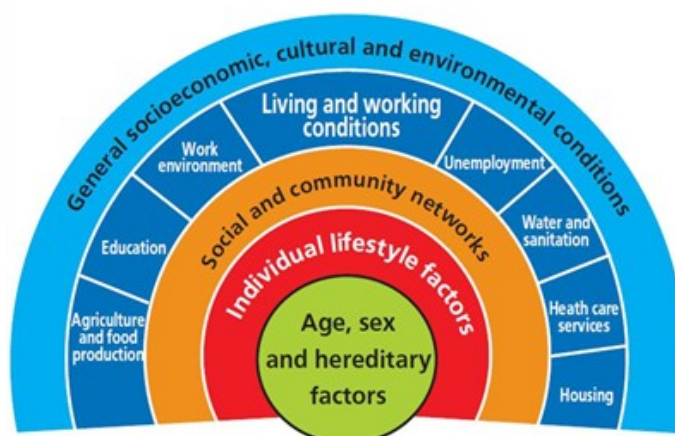 General socioeconomic, cultural and environmental conditions
Living and working
conditions
Work
environment
Unemployment
Education
Water and
sanitation
Agriculture
and food
production
Heath care
services
Housing
Social and community networks
Individual lifestyle factors
Age, sex
and hereditary
factors